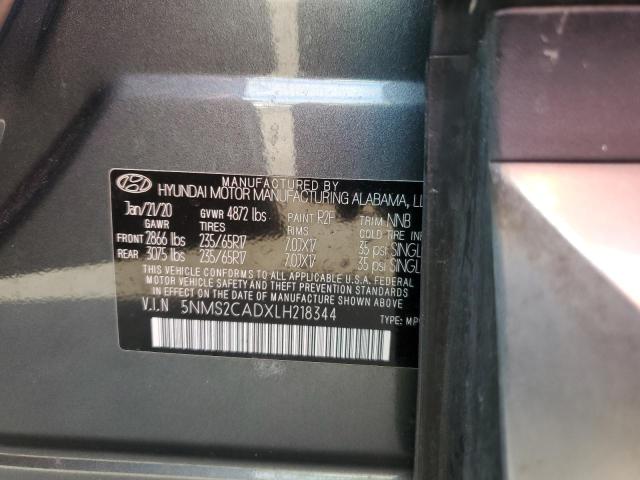 MANUFACTURED BY
HYUNDAI MOTOR MANUFACTURING ALABAMA, LL
Jan/21/20 GVWR 4872 lbs PAINT R2F TRIM NNB
GAWR TIRES RIMS COLD TIRE INF
FRONT 2866 lbs 235/65R17 7.0JX17 35 psi SINGL
REAR 3075 lbs 235/65R17 7.0JX17 35 psi SINGL
THIS VEHICLE CONFORMS TO ALL APPLICABLE FEDERAL
MOTOR VEHICLE SAFETY AND THEFT PREVENTION STANDARDS
IN EFFECT ON THE DATE OF MANUFACTURE SHOWN ABOVE.
V.I.N 5NMS2CADXLH218344 TYPE: MP